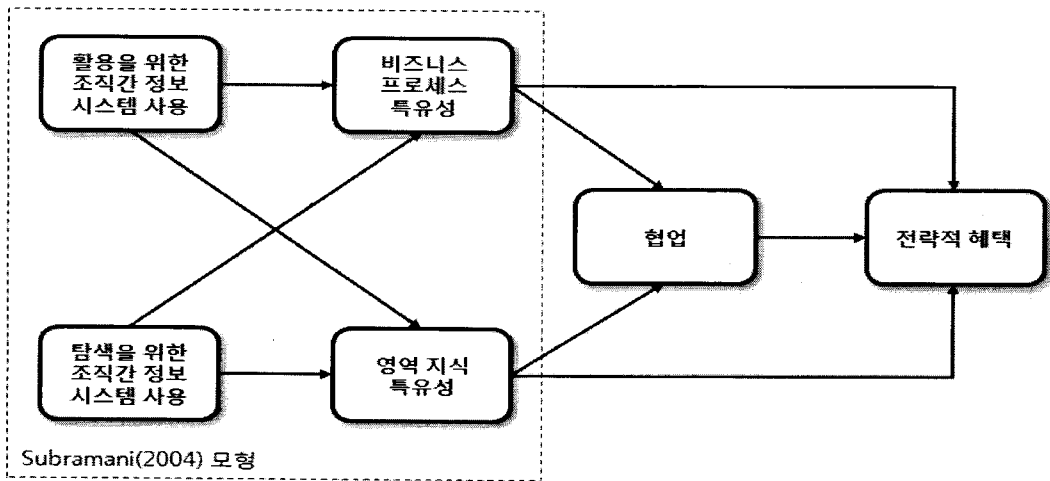 활용을 위한
조직간 정보
시스템 사용
비즈니스
프로세스
특유성
협업
전략적 혜택
탐색을 위한
조직간 정보
시스템 사용
영역 지식
특유성
Subramani(2004) 모형